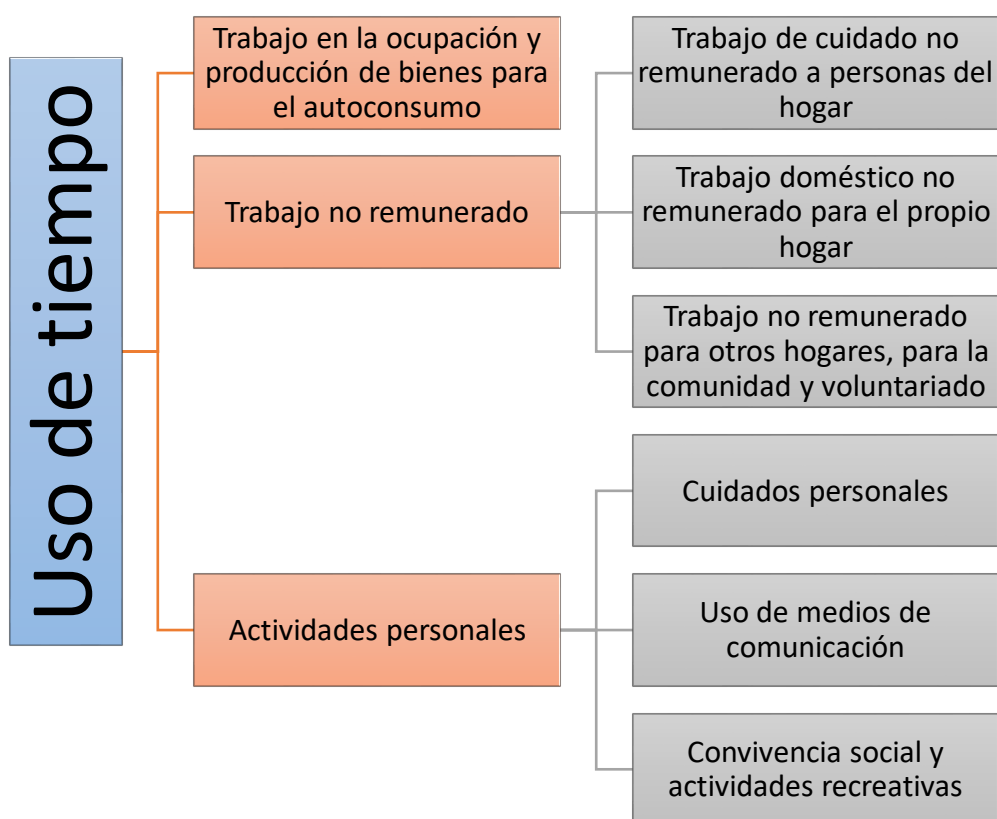 Uso de tiempo
Trabajo en la ocupación y
producción de bienes para
el autoconsumo
Trabajo no remunerado
Actividades personales
Trabajo de cuidado no
remunerado a personas del
hogar
Trabajo doméstico no
remunerado para el propio
hogar
Trabajo no remunerado
para otros hogares, para la
comunidad y voluntariado
Cuidados personales
Uso de medios de
comunicación
Convivencia social y
actividades recreativas